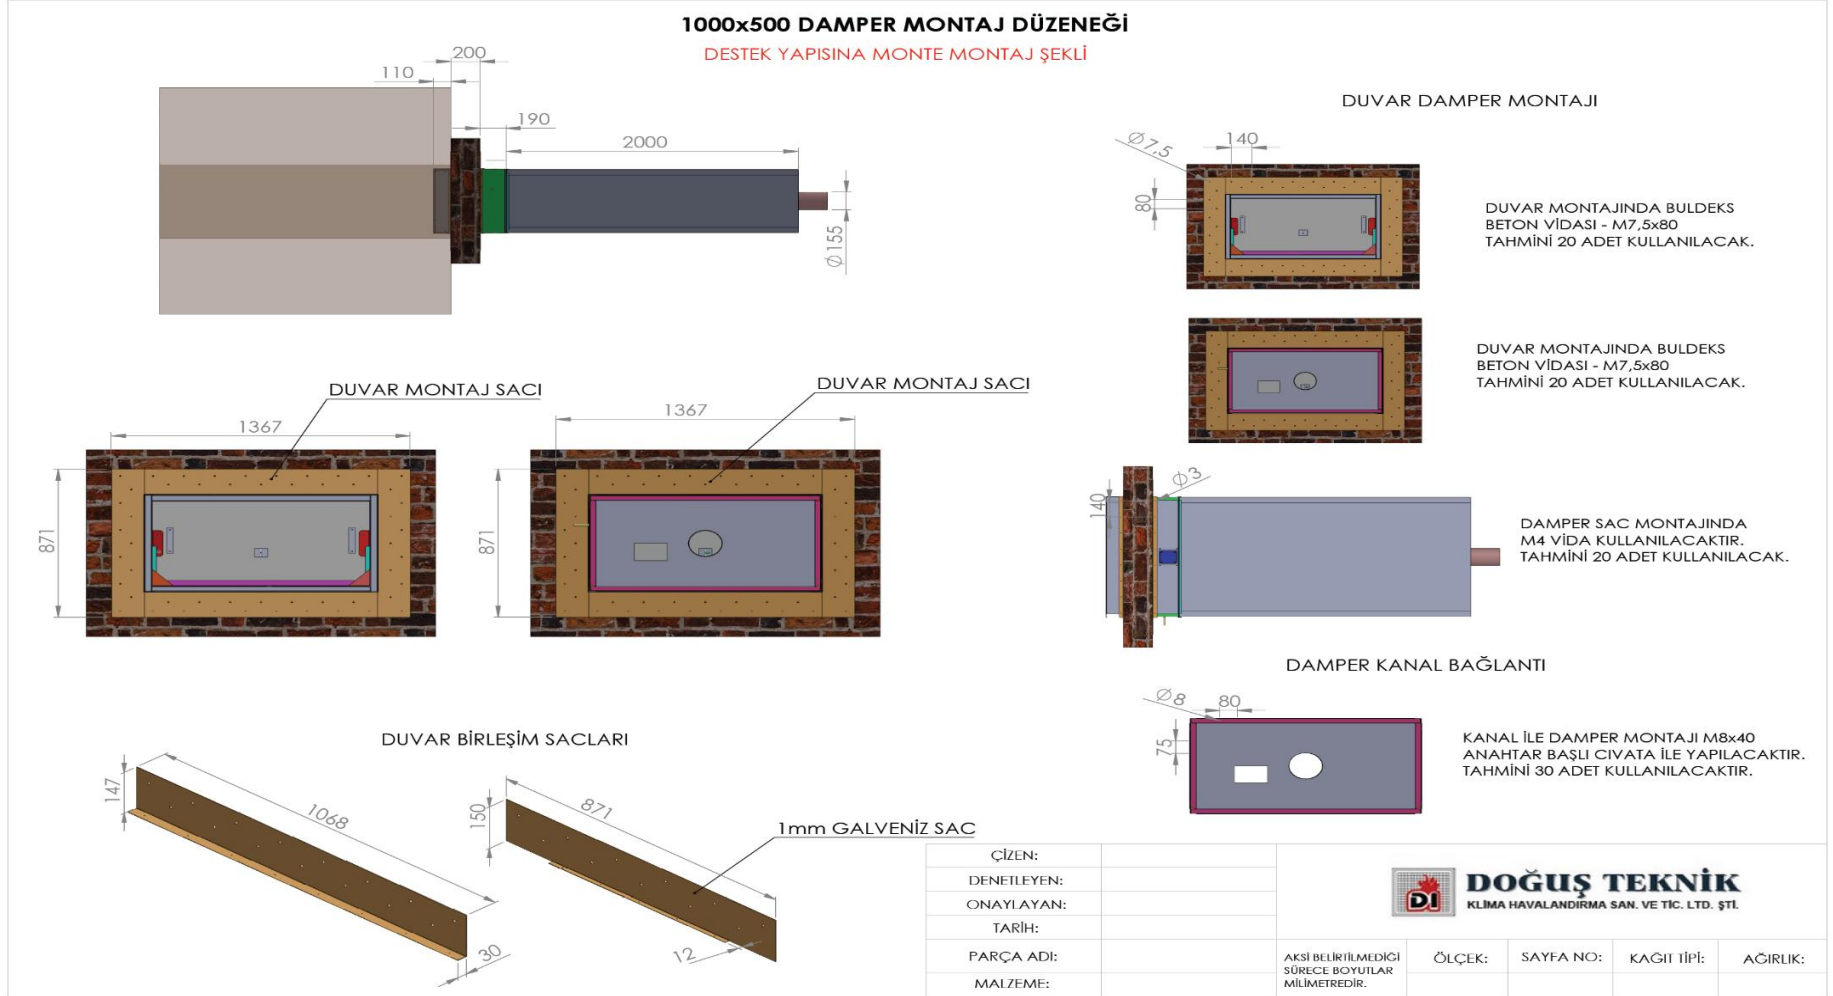 1000x500 DAMPER MONTAJ DÜZENEĞİ
DESTEK YAPISINA MONTE MONTAJ ŞEKLİ
200
110
190
2000
Ø155
DUVAR DAMPER MONTAJI
Ø7,5
140
80
DUVAR MONTAJINDA BULDEKS
BETON VİDASI - M7,5x80
TAHMİNİ 20 ADET KULLANILACAK.
DUVAR MONTAJINDA BULDEKS
BETON VİDASI - M7,5x80
TAHMİNİ 20 ADET KULLANILACAK.
DUVAR MONTAJ SACI
1367
871
DUVAR MONTAJ SACI
1367
871
Ø3
140
DAMPER SAC MONTAJINDA
M4 VİDA KULLANILACAKTIR.
TAHMİNİ 20 ADET KULLANILACAK.
DAMPER KANAL BAĞLANTI
Ø8
80
75
KANAL İLE DAMPER MONTAJI M8x40
ANAHTAR BAŞLI CIVATA İLE YAPILACAKTIR.
TAHMİNİ 30 ADET KULLANILACAKTIR.
DUVAR BİRLEŞİM SACLARI
147
1068
30
150
871
12
1mm GALVENİZ SAC
ÇİZEN:
DENETLEYEN:
ONAYLAYAN:
TARİH:
PARÇA ADI:
MALZEME:
DI
DOĞUŞ TEKNİK
KLİMA HAVALANDIRMA SAN. VE TİC. LTD. ŞTİ.
AKSİ BELİRTİLMEDİĞİ
SÜRECE BOYUTLAR
MİLİMETREDİR.
ÖLÇEK:
SAYFA NO:
KAĞIT TİPİ:
AĞIRLIK: